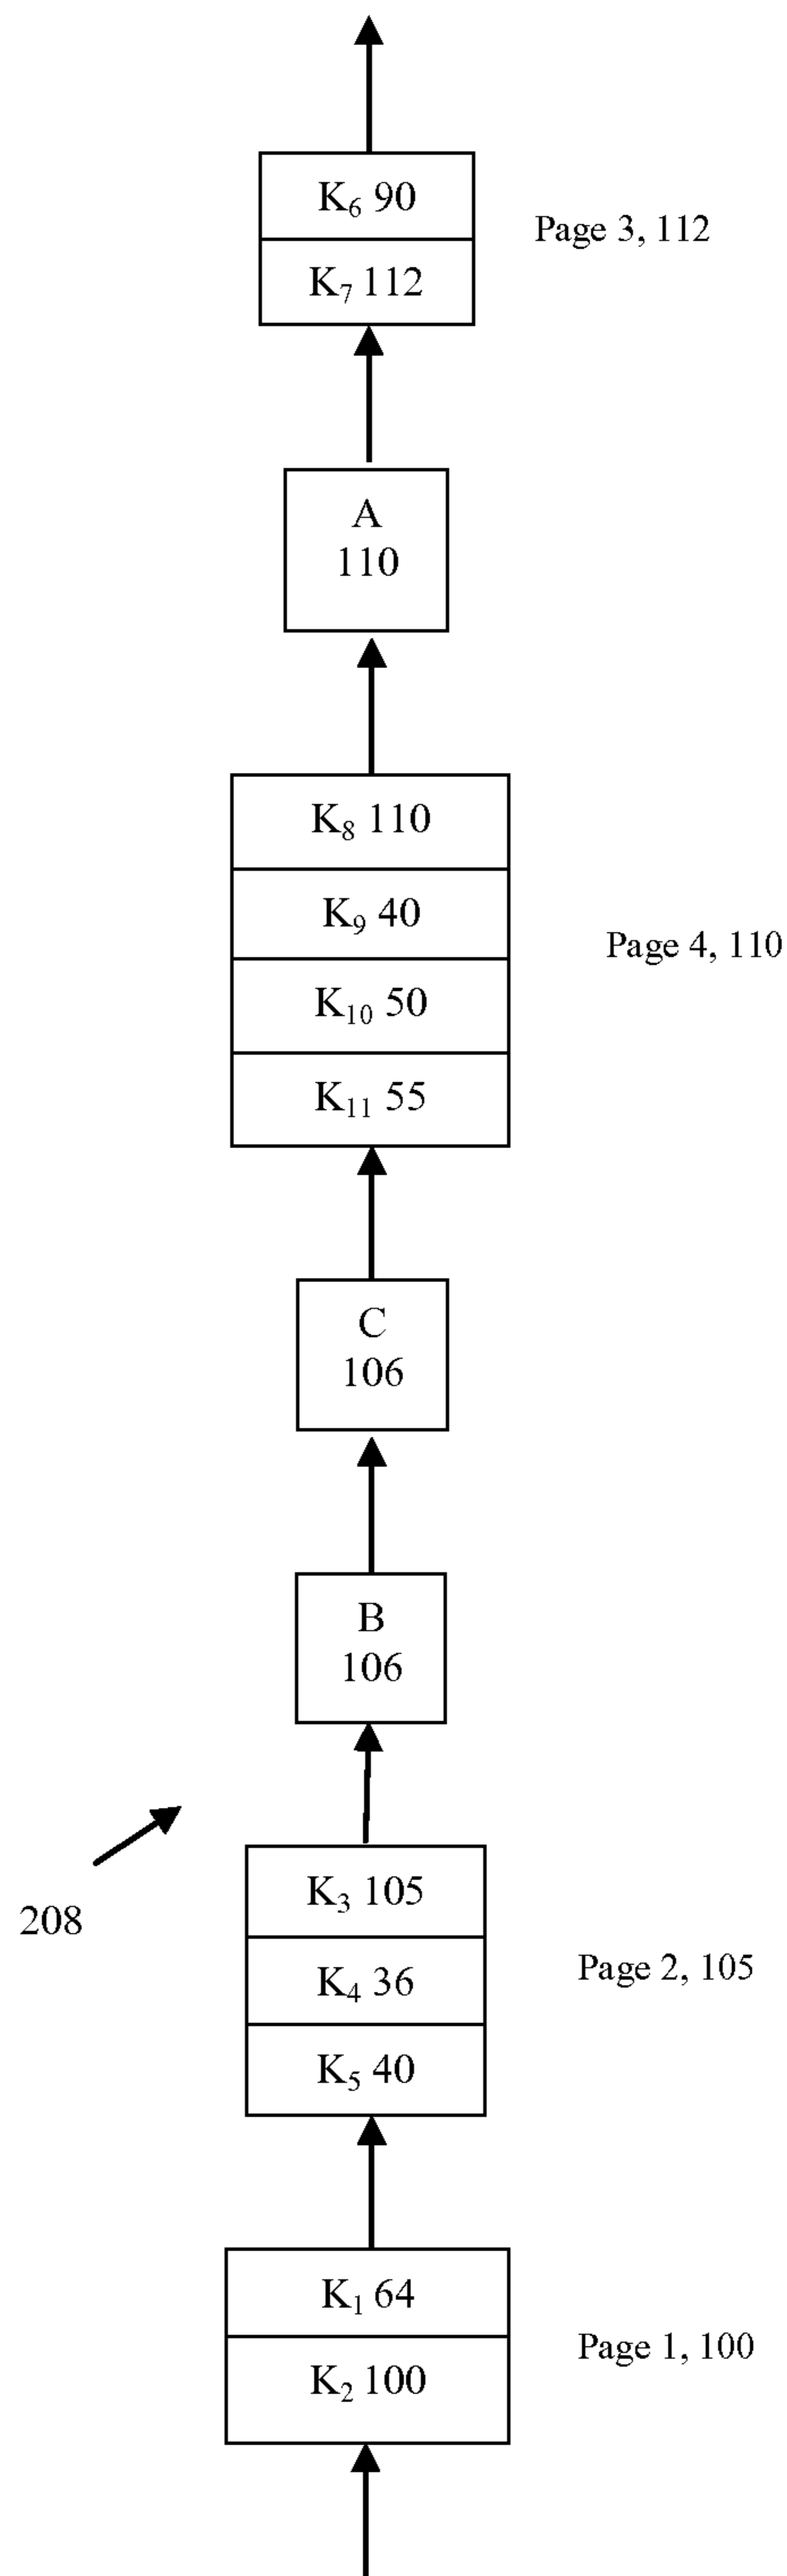 K₆ 90
Page 3, 112
K₇ 112
A
110
K₈ 110
K₉ 40
Page 4, 110
K₁₀ 50
K₁₁ 55
C
106
B
106
K₃ 105
208
Page 2, 105
K₄ 36
K₅ 40
K₁ 64
Page 1, 100
K₂ 100